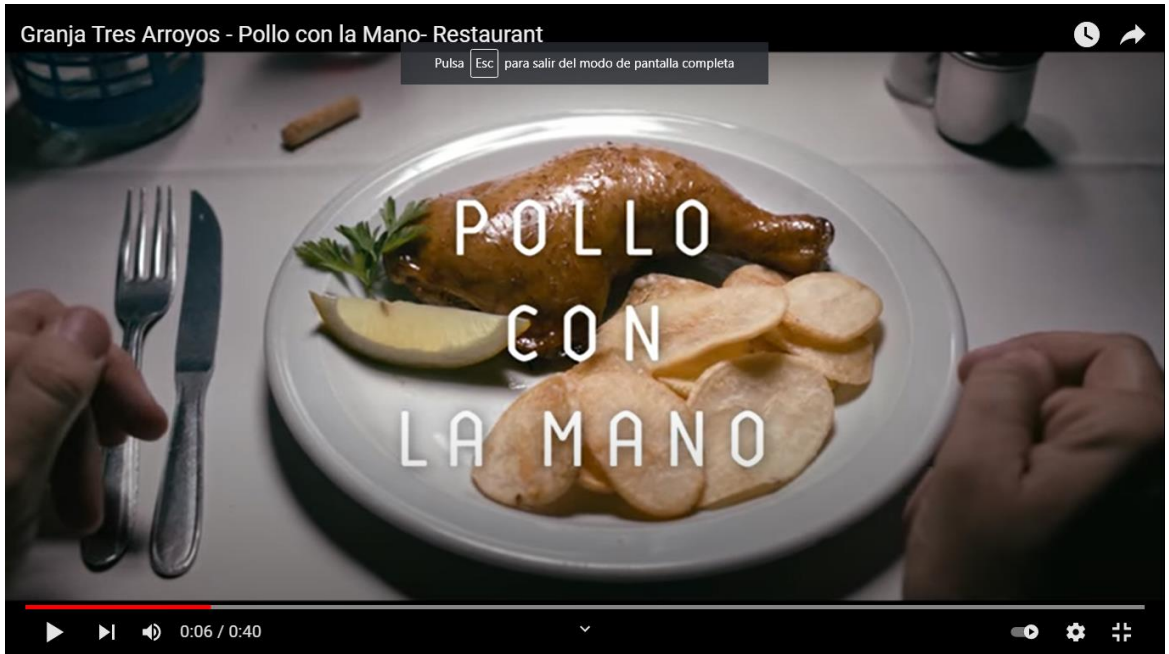 Granja Tres Arroyos - Pollo con la Mano- Restaurant
Pulsa Esc para salir del modo de pantalla completa
POLLO
CON
LA MANO
0:06 / 0:40